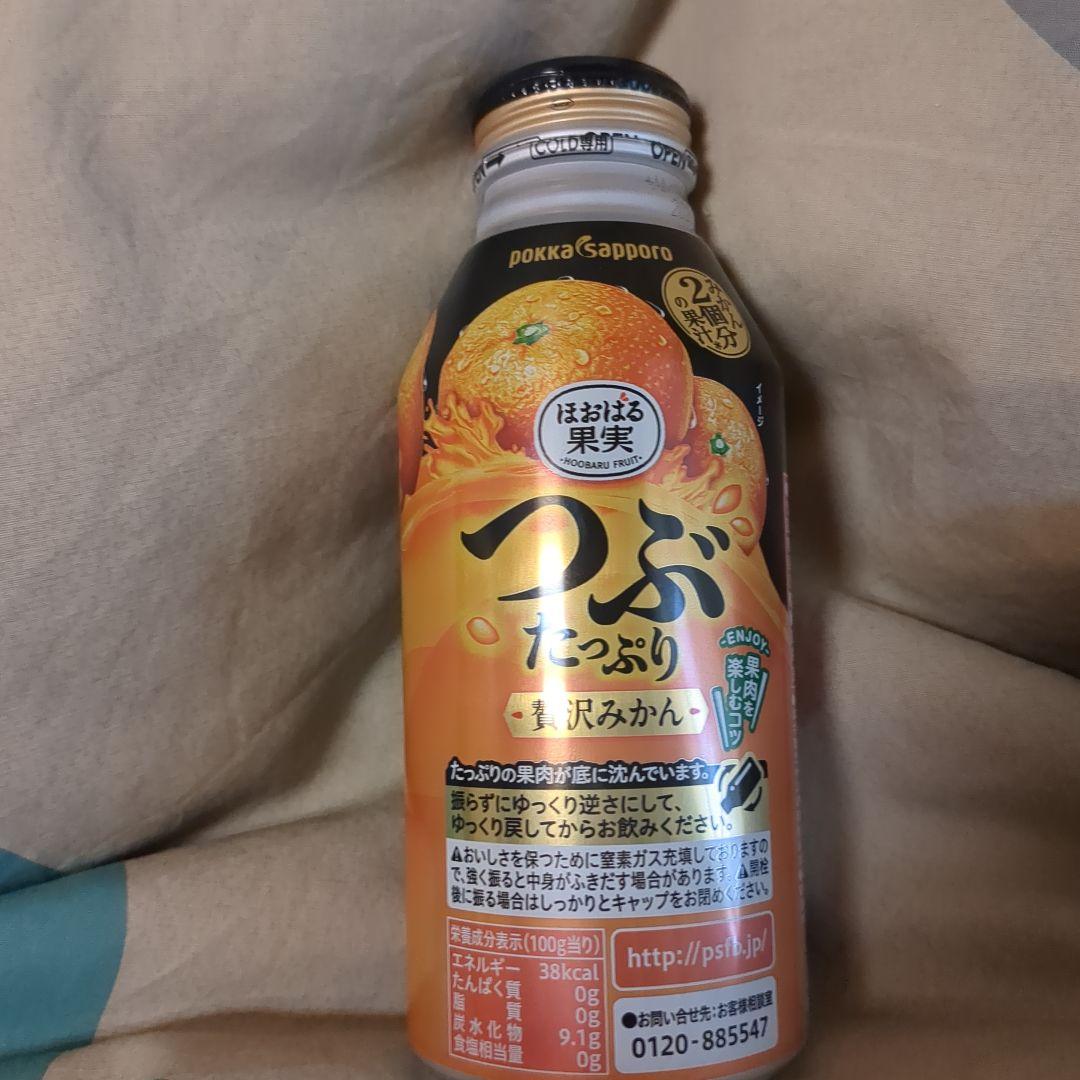 COLD専用
OPEN
pokka sapporo
みかん
2個分
の果汁*
イメージ
ほおばる
果実
・HOOBARU FRUIT・
つぶ
たっぷり
贅沢みかん
-ENJOY-
果肉を
楽しむコツ
たっぷりの果肉が底に沈んでいます。
振らずにゆっくり逆さにして、
ゆっくり戻してからお飲みください。
⚠おいしさを保つために窒素ガス充填しておりますの
で、強く振ると中身がふきだす場合があります。⚠開栓
後に振る場合はしっかりとキャップをお閉めください。
栄養成分表示(100g当り)
エネルギー 38kcal
たんぱく質 0g
脂質 0g
炭水化物 9.1g
食塩相当量 0g
http://psfb.jp/
●お問い合せ先:お客様相談室
0120-885547